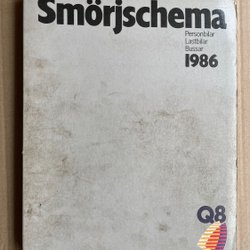 Smörjschema
Personbilar
Lastbilar
Bussar
1986
Q8